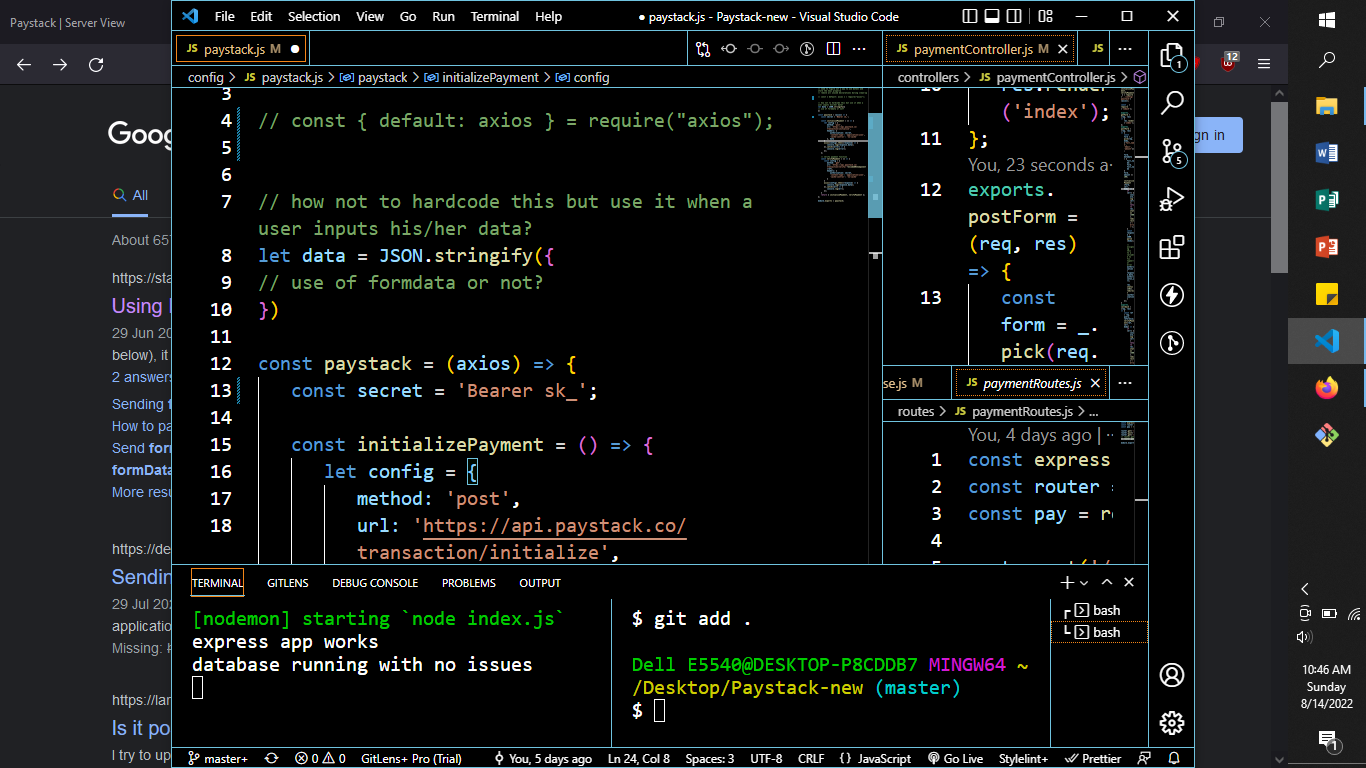 Paystack | Server View
File Edit Selection View Go Run Terminal Help
● paystack.js - Paystack-new - Visual Studio Code
JS paystack.js M ●
config > JS paystack.js > paystack > initializePayment > config
3
4 // const { default: axios } = require("axios");
5
6
7 // how not to hardcode this but use it when a
user inputs his/her data?
8 let data = JSON.stringify({
9 // use of formdata or not?
10 })
11
12 const paystack = (axios) => {
13 const secret = 'Bearer sk_';
14
15 const initializePayment = () => {
16 let config = {
17 method: 'post',
18 url: 'https://api.paystack.co/
transaction/initialize',
JS paymentController.js M
JS
controllers > JS paymentController.js >
('index');
11 };
You, 23 seconds a
12 exports.
postForm =
(req, res)
=> {
13 const
form = _.
pick(req.
se.js M
JS paymentRoutes.js
routes > JS paymentRoutes.js > ...
You, 4 days ago |
1 const express
2 const router =
3 const pay = re
4
TERMINAL GITLENS DEBUG CONSOLE PROBLEMS OUTPUT
[nodemon] starting `node index.js`
express app works
database running with no issues
$ git add .
Dell E5540@DESKTOP-P8CDDB7 MINGW64 ~
/Desktop/Paystack-new (master)
$
bash
bash
master+ 0 0 GitLens+ Pro (Trial) You, 5 days ago Ln 24, Col 8 Spaces: 3 UTF-8 CRLF {} JavaScript Go Live Stylelint+ Prettier
Goog
All
About 657
https://sta
Using
29 Jun 20
below), it
2 answers
Sending f
How to pa
Send for
formData
More resu
https://de
Sendin
29 Jul 202
applicatio
Missing:
https://lar
Is it po
I try to up
gn in
12
1
5
10:46 AM
Sunday
8/14/2022
1